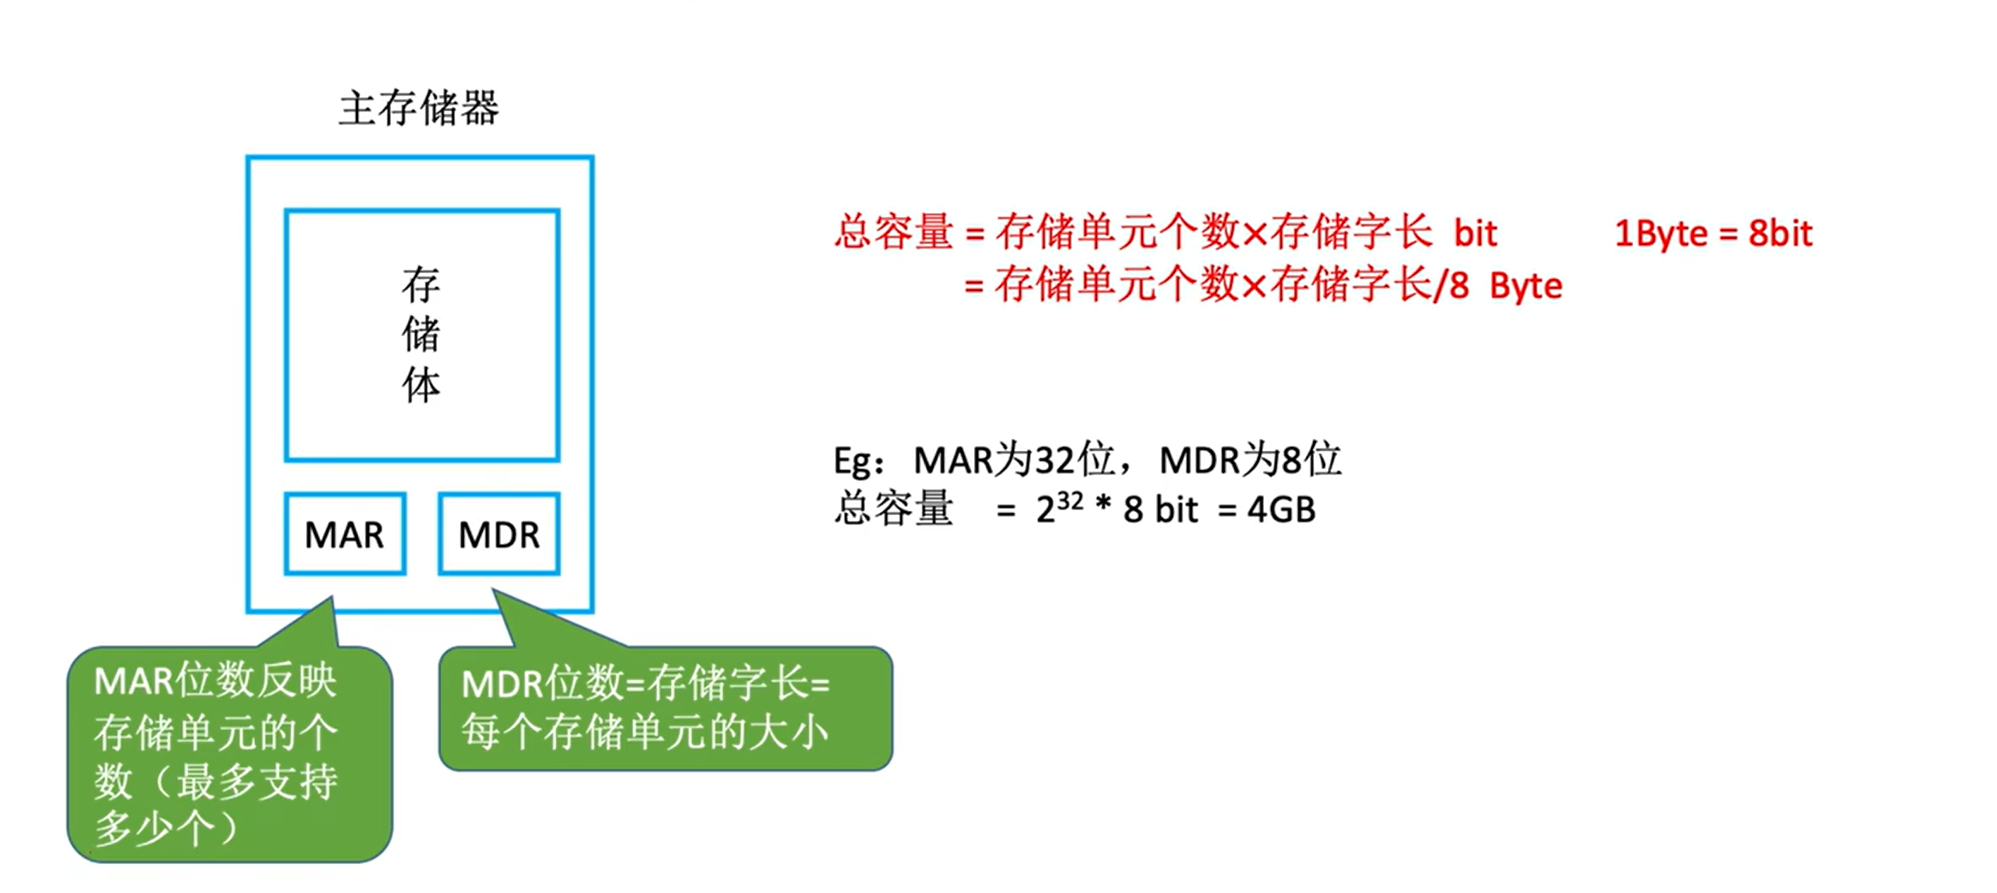 主存储器
存
储
体
MAR
MDR
MAR位数反映
存储单元的个
数（最多支持
多少个）
MDR位数=存储字长=
每个存储单元的大小
总容量 = 存储单元个数×存储字长 bit 1Byte = 8bit
= 存储单元个数×存储字长/8 Byte
Eg：MAR为32位，MDR为8位
总容量 = 2³² * 8 bit = 4GB